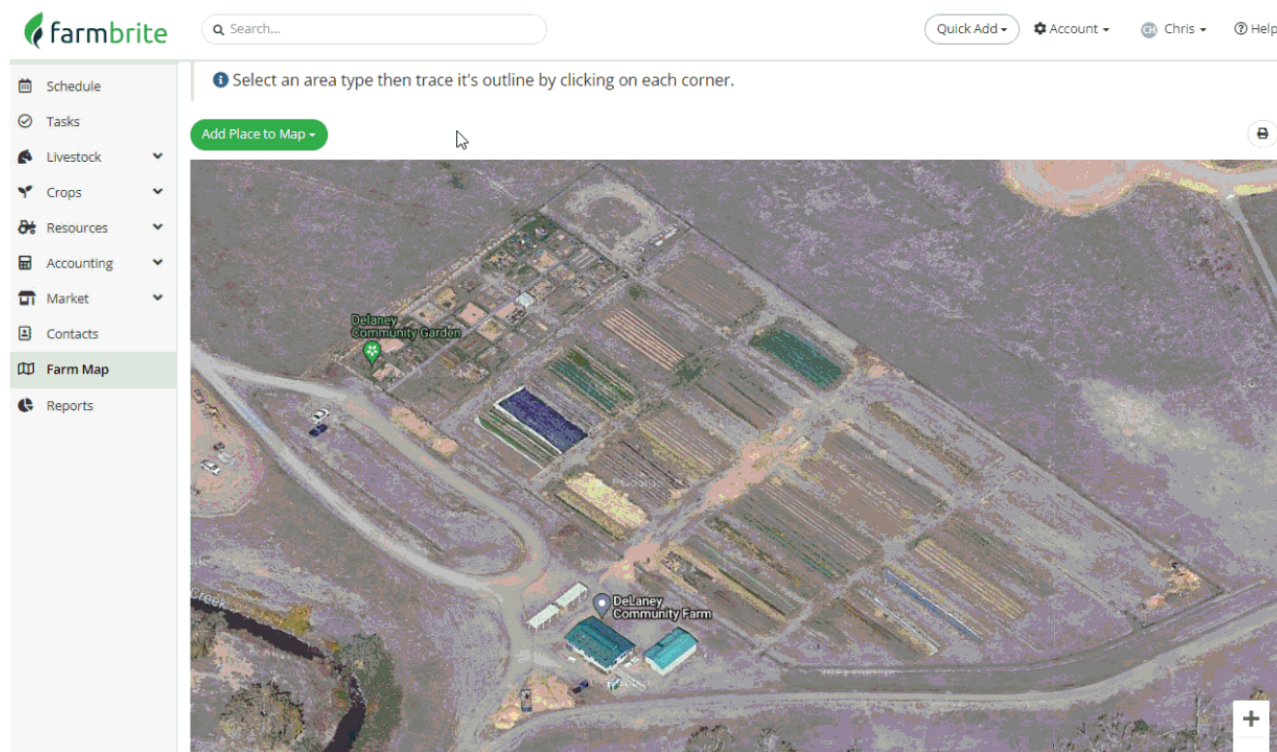 farmbrite
Search...
Quick Add
Account
CH
Chris
Help
Schedule
Tasks
Livestock
Crops
Resources
Accounting
Market
Contacts
Farm Map
Reports
Select an area type then trace it's outline by clicking on each corner.
Add Place to Map
Delaney
Community Garden
Creek
DeLaney
Community Farm
+